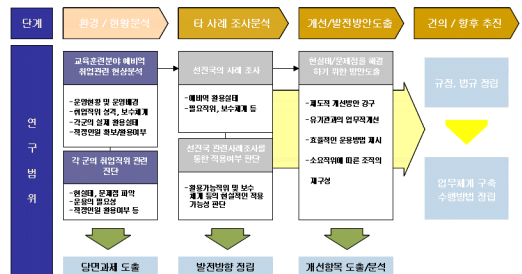 단계
환경 / 현황분석
타 사례 조사분석
개선/발전방안도출
건의 / 향후 추진
연
구
범
위
교육훈련분야 예비역
취업관련 현상분석
-운영현황 및 운영배경
-취업직위 성격, 보수체계
-각군의 실제 활용실태
-적정인원 확보/활용여부
각 군의 취업직위 관련
진단
-현실태, 문제점 파악
-운용의 필요성
-적정인원 활용여부 등
당면과제 도출
선진국의 사례 조사
-예비역 활용실태
-필요직위, 보수체계 등
선진국 관련사례조사를
통한 적용여부 판단
-활용가능직위 및 보수
체계 등의 현실적인 적용
가능성 판단
발전방향 정립
현실태/문제점을 해결
하기 위한 방안도출
-제도적 개선방안 강구
-유기관과의 업무적개선
-효율적인 운용방법 제시
-소요직위에 따른 조직의
재구성
개선항목 도출/분석
규정, 법규 정립
업무체계 구축
수행방법 정립